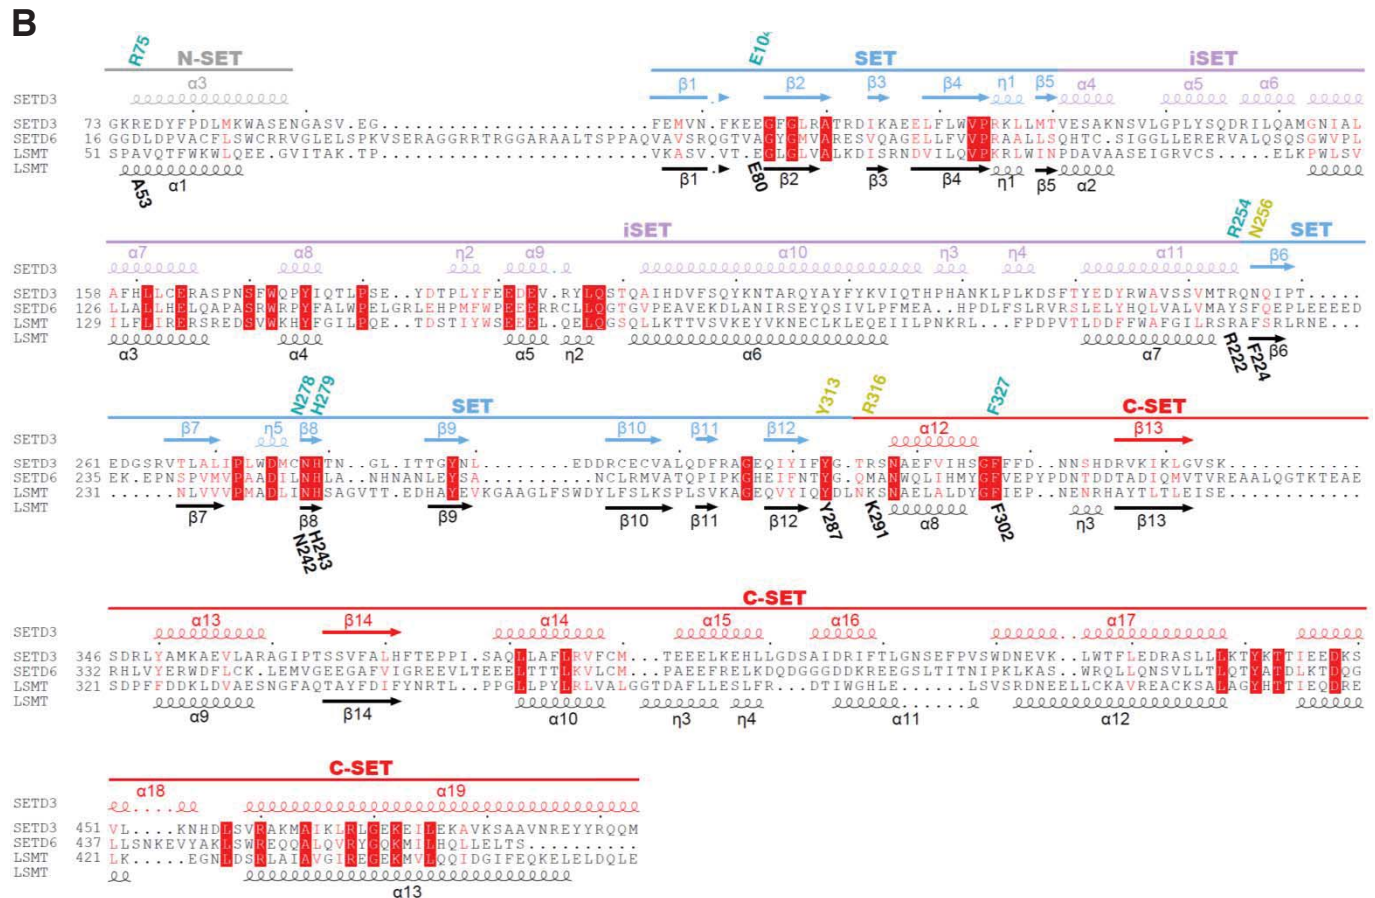 B
R75 E104
N-SET SET iSET
α3 β1 β2 β3 β4 η1 β5 α4 α5 α6
SETD3
SETD3 73 GKREDYFPDLMKWASENGASV.EG........................FEMVN.FKEEGFGLRATRDIKAEELFLWVPRKLLMTVESAKNSVLGPLYSQDRILQAMGNIAL
SETD6 16 GGDLDPVACFLSWCRRVGLELSPKVSERAGGRRTRGGARAALTSPPAQVAVSRQGTVAGYGMVARESVQAGELLFVVPRAALLSQHTC.SIGGLLERERVALQSQSGWVPL
LSMT 51 SPAVQTFWKWLQEE.GVITAK.TP........................VKASV.VT.EGLGLVALKDISRNDVILQVPKRLWINPDAVAASEIGRVCS.....ELKPWLSV
LSMT
α1 β1 β2 β3 β4 η1 β5 α2
A53 E80
R254 N256
iSET SET
α7 α8 η2 α9 α10 η3 η4 α11 β6
SETD3
SETD3 158 AFHLLCERASPNSFWQPYIQTLPSE..YDTPLYFEEDEV.RYLQSTQAIHDVFSQYKNTARQYAYFYKVIQTHPHANKLPLKDSFTYEDYRWAVSSVMTRQNQIPT.....
SETD6 126 LLALLHELQAPASRWRPYFALWPELGRLEHPMFWPEEERRCLLQGTGVPEAVEKDLANIRSEYQSIVLPFMEA..HPDLFSLRVRSLELYHQLVALVMAYSFQEPLEEEED
LSMT 129 ILFLIRERSREDSVWKHYFGILPQE..TDSTIYWSEEEL.QELQGSQLLKTTVSVKEYVKNECLKLEQEIILPNKRL...FPDPVTLDDFFWAFGILRSRAFSRLRNE...
LSMT
α3 α4 α5 η2 α6 α7 β6
R222 F224
N278 H279 Y313 R316 F327
SET C-SET
β7 η5 β8 β9 β10 β11 β12 α12 β13
SETD3
SETD3 261 EDGSRVTLALIPLWDMCNHTN..GL.ITTGYNL........EDDRCECVALQDFRAGEQIYIFYG.TRSNAEFVIHSGFFFD..NNSHDRVKIKLGVSK............
SETD6 235 EK.EPNSPVMVPAADILNHLA..NHNANLEYSA...........NCLRMVATQPIPKGHEIFNTYG.QMANWQLIHMYGFVEPYPDNTDDTADIQMVTVREAALQGTKTEAE
LSMT 231 ......NLVVVPMADLINHSAGVTT.EDHAYEVKGAAGLFSWDYLFSLKSPLSVKAGEQVYIQYDLNKSNAELALDYGFIEP..NENRHAYTLTLEISE............
LSMT
β7 β8 β9 β10 β11 β12 α8 η3 β13
N242 H243 Y287 K291 F302
C-SET
α13 β14 α14 α15 α16 α17
SETD3
SETD3 346 SDRLYAMKAEVLARAGIPTSSVFALHFTEPPI.SAQLLAFLRVFCM...TEEELKEHLLGDSAIDRIFTLGNSEFPVSWDNEVK..LWTFLEDRASLLLKTYKTTIEEDKS
SETD6 332 RHLVYERWDFLCK.LEMVGEEGAFVIGREEVLTEEELTTTLKVLCM...PAEEFRELKDQDGGGDDKREEGSLTITNIPKLKAS..WRQLLQNSVLLTLQTYATDLKTDQG
LSMT 321 SDPFFDDKLDVAESNGFAQTAYFDIFYNRTL..PPGLLPYLRLVALGGTDAFLLESLFR...DTIWGHLE.......LSVSRDNEELLCKAVREACKSALAGYHTTIEQDRE
LSMT
α9 β14 α10 η3 η4 α11 α12
C-SET
α18 α19
SETD3
SETD3 451 VL....KNHDLSVRAKMAIKLRLGEKEILEKAVKSAAVNREYYRQQM
SETD6 437 LLSNKEVYAKLSWREQQALQVRYGQKMILHQLLELTS..........
LSMT 421 LK.....EGNLDSRLAIAVGIREGEKMVLQQIDGIFEQKELELDQLE
LSMT
α13